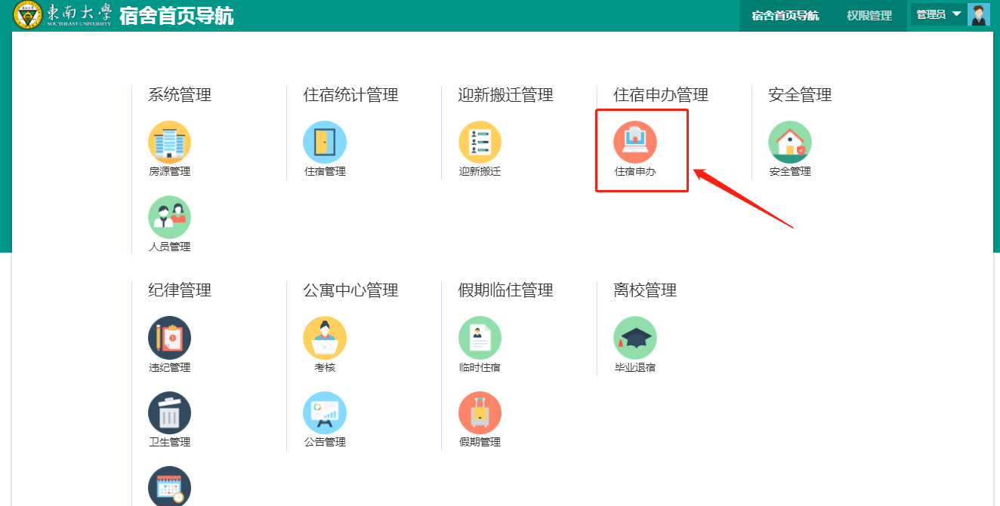 東南大學
SOUTHEAST UNIVERSITY
宿舍首页导航
宿舍首页导航
权限管理
管理员
系统管理
住宿统计管理
迎新搬迁管理
住宿申办管理
安全管理
房源管理
住宿管理
迎新搬迁
住宿申办
安全管理
人员管理
纪律管理
公寓中心管理
假期临住管理
离校管理
违纪管理
考核
临时住宿
毕业退宿
卫生管理
公告管理
假期管理